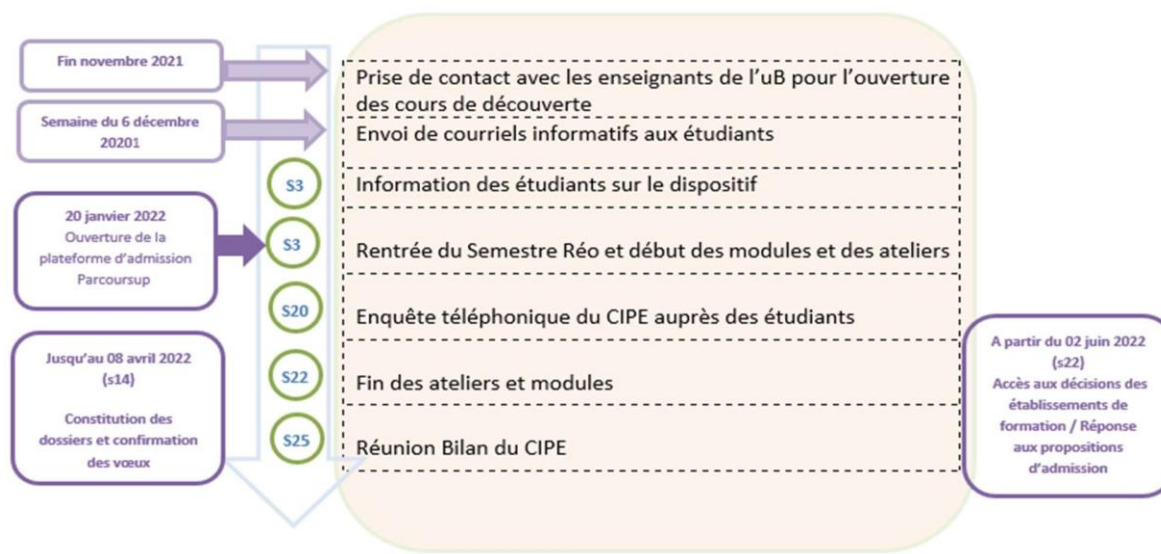 Fin novembre 2021
Prise de contact avec les enseignants de l’uB pour l’ouverture
des cours de découverte
Semaine du 6 décembre
20201
Envoi de courriels informatifs aux étudiants
S3
Information des étudiants sur le dispositif
20 janvier 2022
Ouverture de la
plateforme d’admission
Parcoursup
S3
Rentrée du Semestre Réo et début des modules et des ateliers
S20
Enquête téléphonique du CIPE auprès des étudiants
Jusqu’au 08 avril 2022
(s14)
Constitution des
dossiers et confirmation
des vœux
S22
Fin des ateliers et modules
S25
Réunion Bilan du CIPE
A partir du 02 juin 2022
(s22)
Accès aux décisions des
établissements de
formation / Réponse
aux propositions
d’admission